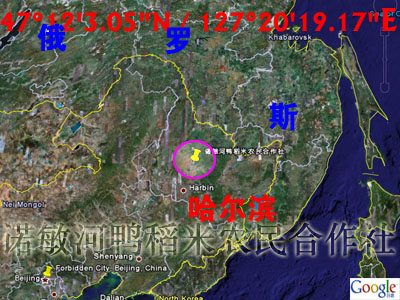 47°12'3.05"N / 127°20'19.17"E
俄 罗
Khabarovsk
斯
诺敏河鸭稻米农民合作社
Harbin
哈尔滨
Nei Mongol
诺敏河鸭稻米农民合作社
Shenyang
Forbidden City, Beijing, China
Beijing
Dalian
North Korea
Google